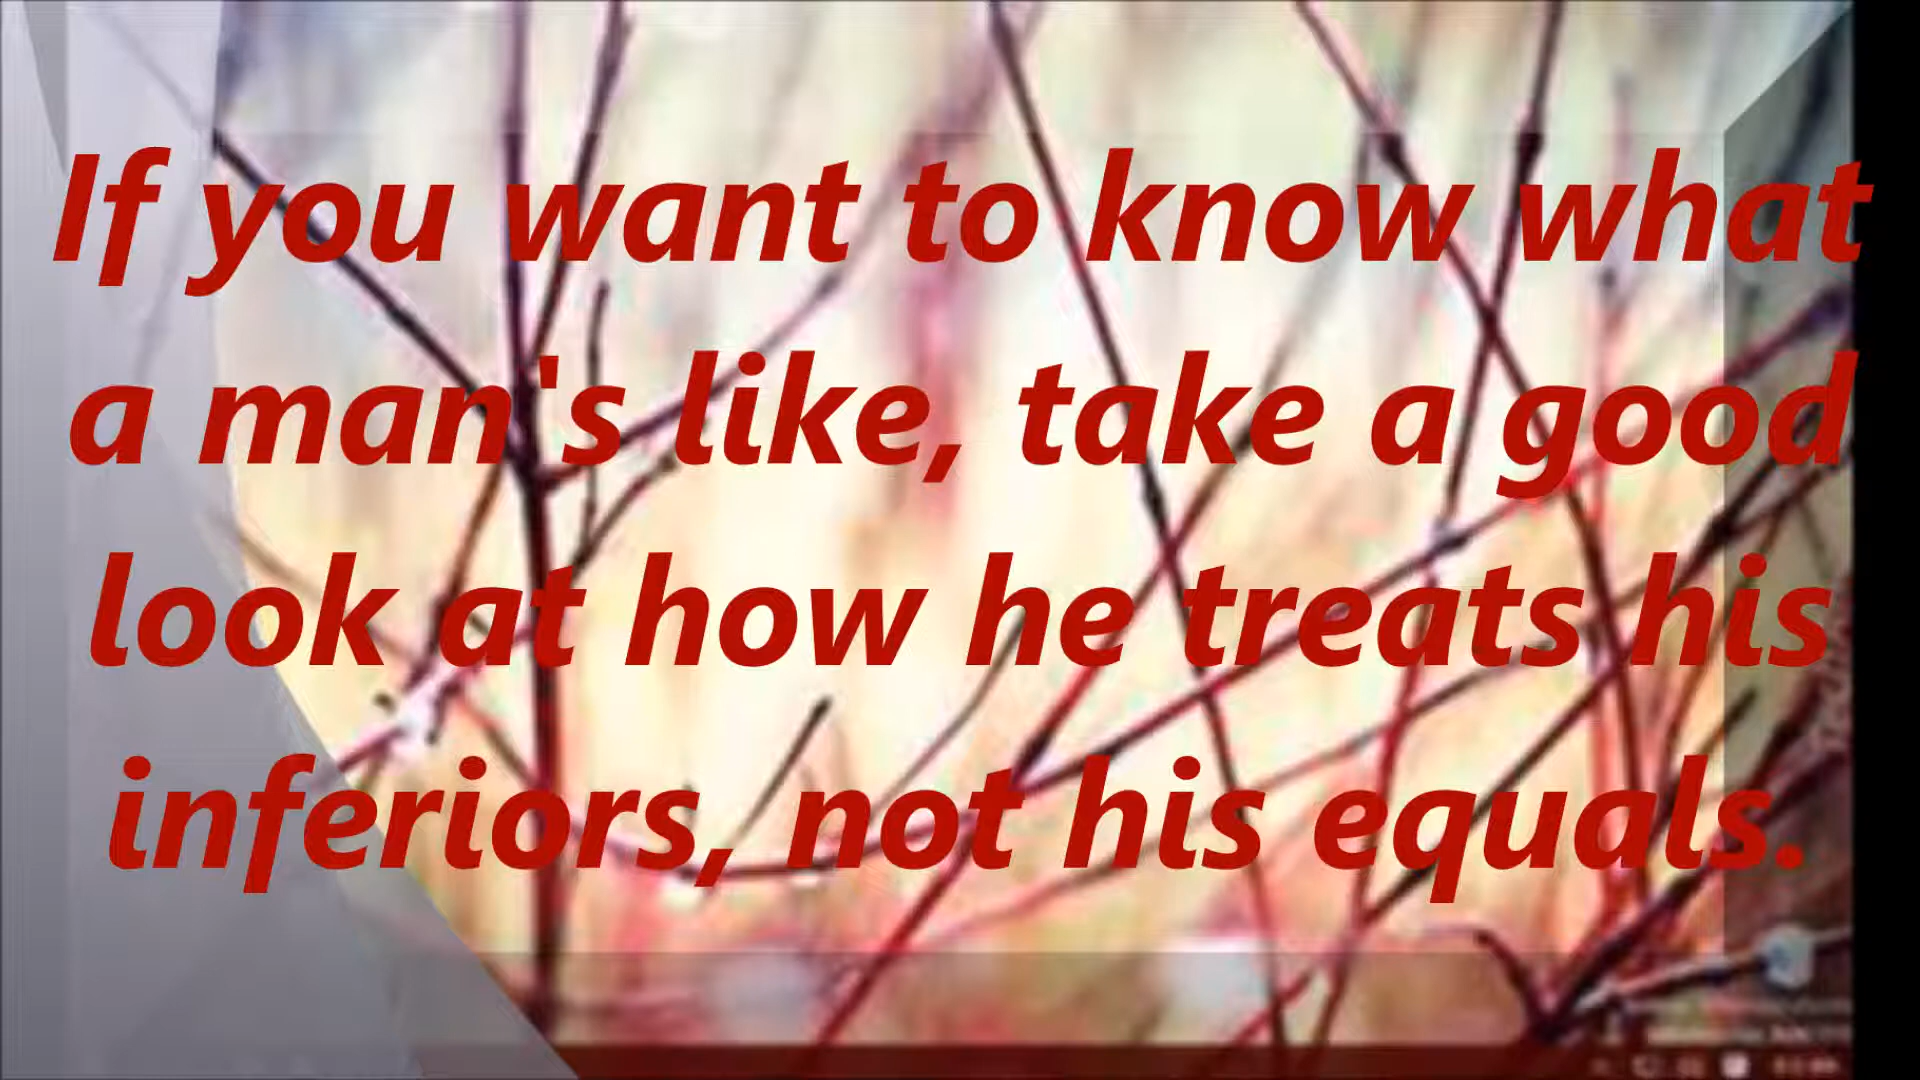 If you want to know what
a man's like, take a good
look at how he treats his
inferiors, not his equals.